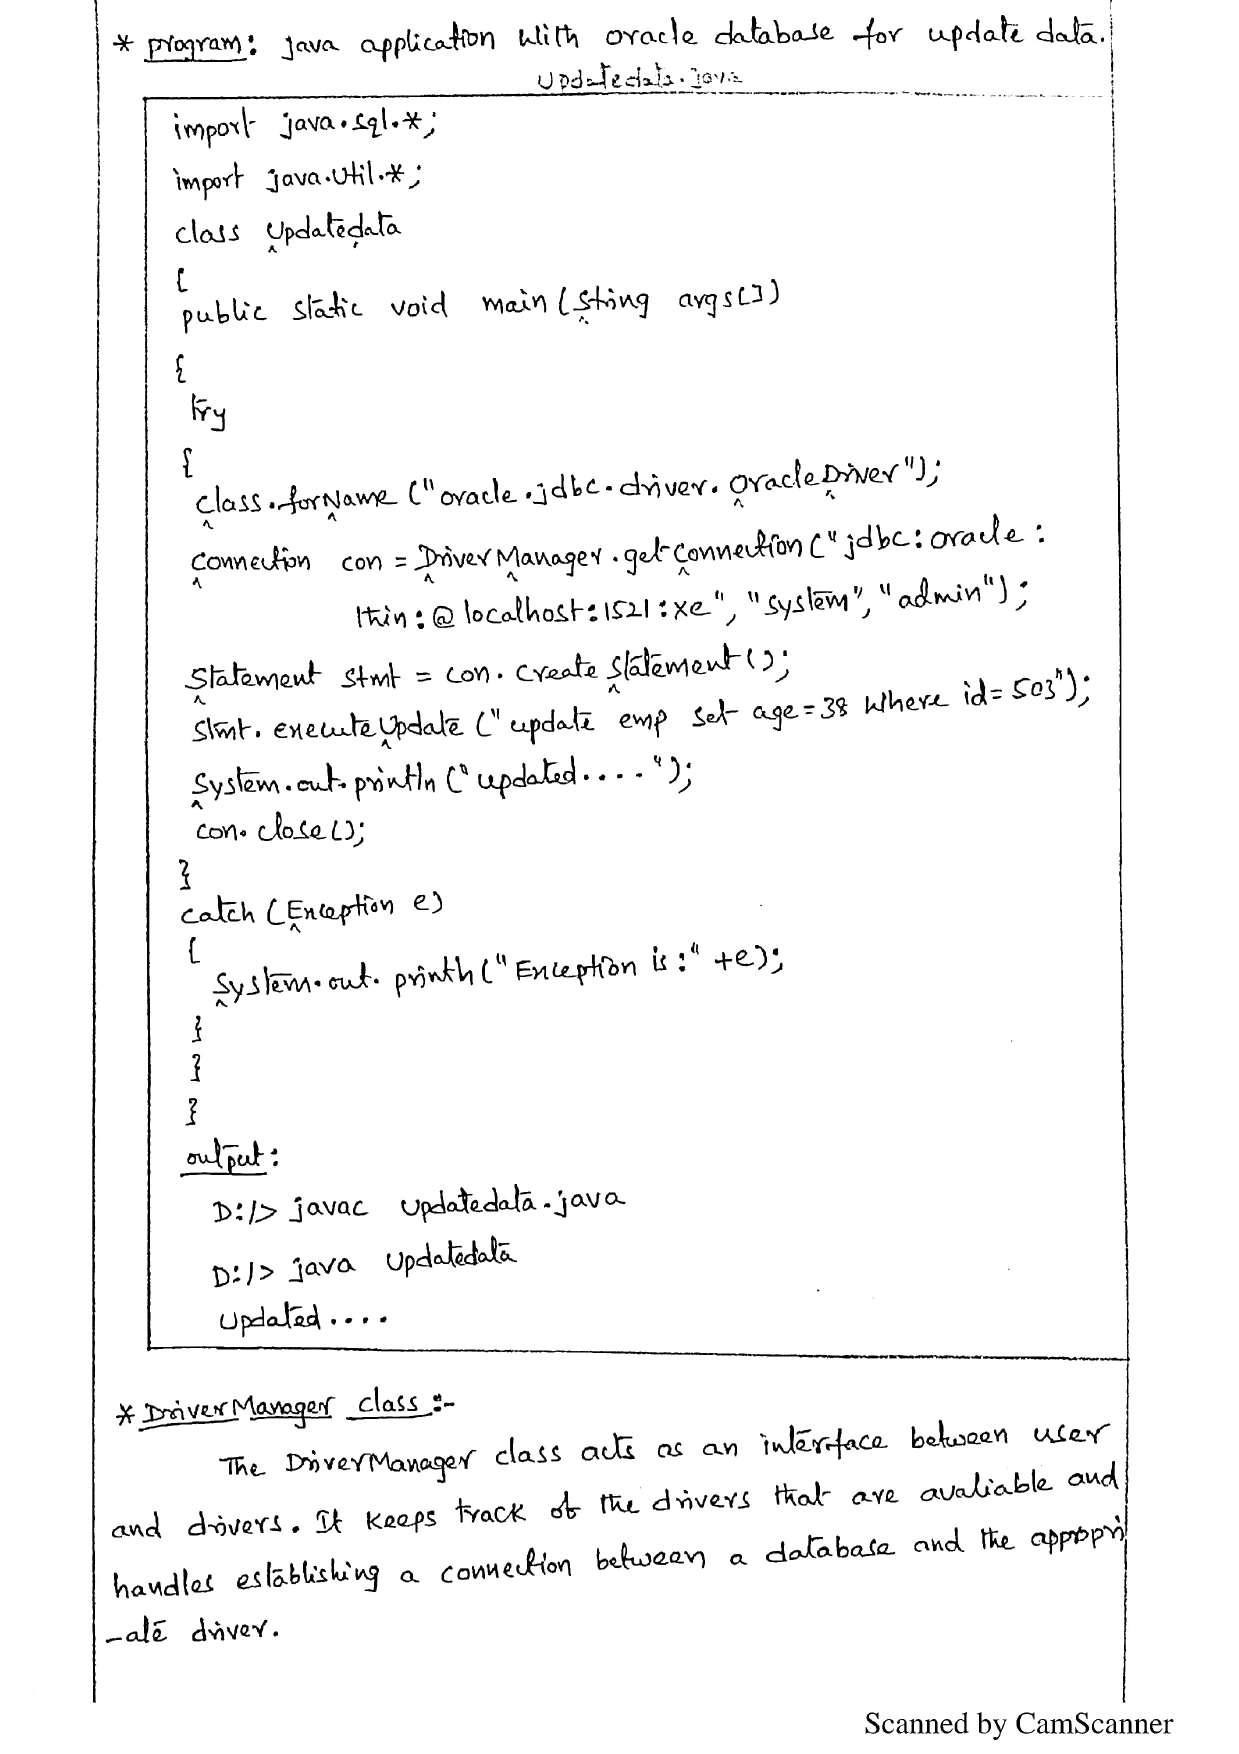 * program: java application with oracle database for update data.
Updatedata.java
import java.sql.*;
import java.util.*;
class Updatedata
{
public static void main(String args[])
{
try
{
Class.forName("oracle.jdbc.driver.OracleDriver");
Connection con = DriverManager.getConnection("jdbc:oracle:
thin:@localhost:1521:xe", "system", "admin");
Statement stmt = con.createStatement();
stmt.executeUpdate("update emp set age=38 where id=503");
System.out.println("updated....");
con.close();
}
catch(Exception e)
{
System.out.println("Exception is:" +e);
}
}
}
output:
D:/> javac Updatedata.java
D:/> java Updatedata
Updated....
* DriverManager class:-
The DriverManager class acts as an interface between user
and drivers. It keeps track of the drivers that are avaliable and
handles establishing a connection between a database and the appropri
-ate driver.
Scanned by CamScanner